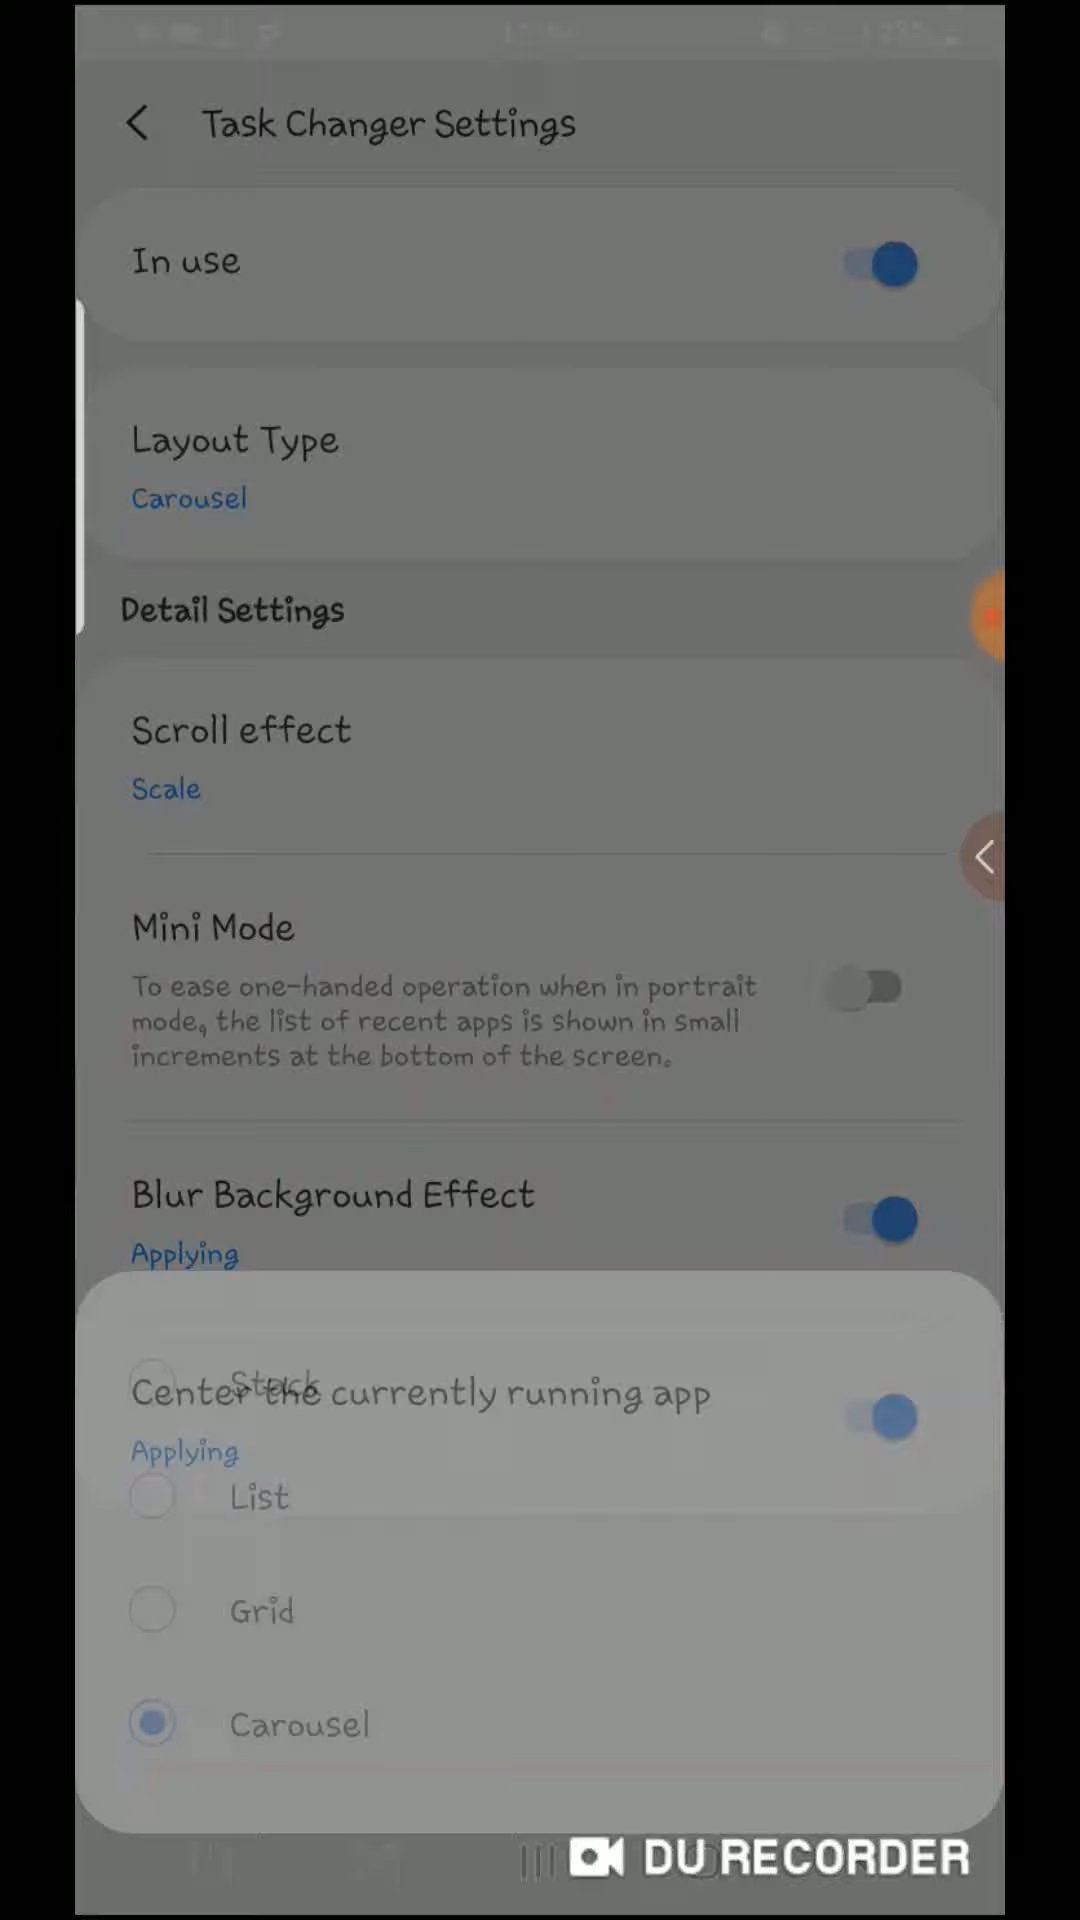 Task Changer Settings
In use
Layout Type
Carousel
Detail Settings
Scroll effect
Scale
Mini Mode
To ease one-handed operation when in portrait
mode, the list of recent apps is shown in small
increments at the bottom of the screen.
Blur Background Effect
Applying
Stack
Center the currently running app
Applying
List
Grid
Carousel
DU RECORDER